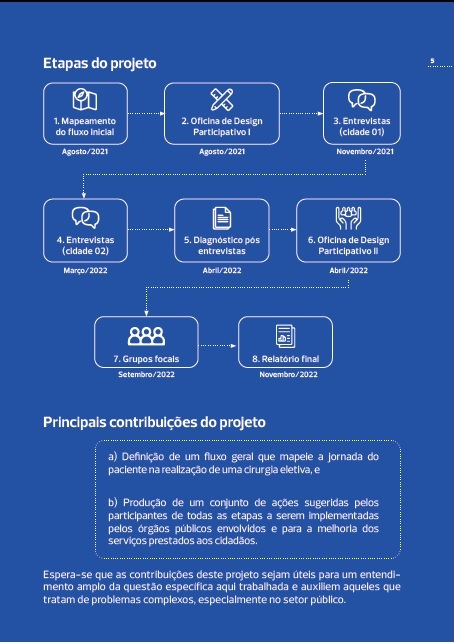 Etapas do projeto
5
1. Mapeamento
do fluxo inicial
Agosto/2021
2. Oficina de Design
Participativo I
Agosto/2021
3. Entrevistas
(cidade 01)
Novembro/2021
4. Entrevistas
(cidade 02)
Março/2022
5. Diagnóstico pós
entrevistas
Abril/2022
6. Oficina de Design
Participativo II
Abril/2022
7. Grupos focais
Setembro/2022
8. Relatório final
Novembro/2022
Principais contribuições do projeto
a) Definição de um fluxo geral que mapeie a jornada do
paciente na realização de uma cirurgia eletiva, e
b) Produção de um conjunto de ações sugeridas pelos
participantes de todas as etapas a serem implementadas
pelos órgãos públicos envolvidos e para a melhoria dos
serviços prestados aos cidadãos.
Espera-se que as contribuições deste projeto sejam úteis para um entendi-
mento amplo da questão específica aqui trabalhada e auxiliem aqueles que
tratam de problemas complexos, especialmente no setor público.